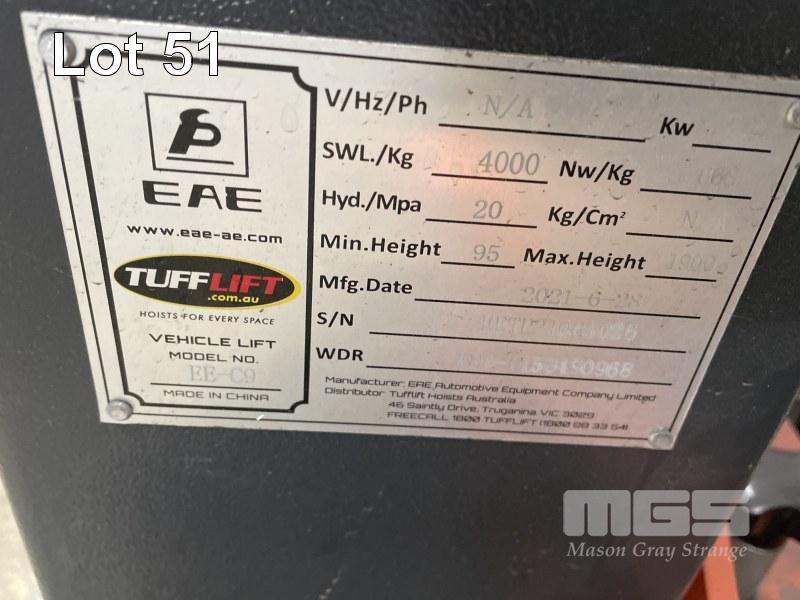 Lot 51
EAE
www.eae-ae.com
TUFFLIFT
.com.au
HOISTS FOR EVERY SPACE
VEHICLE LIFT
MODEL NO.
EE-C9
MADE IN CHINA
V/Hz/Ph N/A Kw
SWL./Kg 4000 Nw/Kg
Hyd./Mpa 20 Kg/Cm² N
Min.Height 95 Max.Height 1900
Mfg.Date 2021-6-28
S/N
WDR
Manufacturer: EAE Automotive Equipment Company Limited
Distributor: Tufflift Hoists Australia
46 Saintly Drive, Truganina VIC 3029
FREECALL 1800 TUFFLIFT (1800 88 33 54)
MGS
Mason Gray Strange